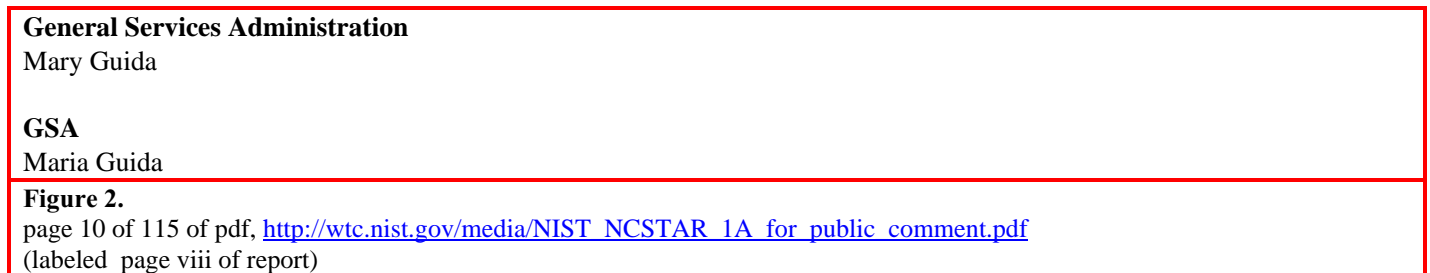 General Services Administration
Mary Guida
GSA
Maria Guida
Figure 2.
page 10 of 115 of pdf, http://wtc.nist.gov/media/NIST_NCSTAR_1A_for_public_comment.pdf
(labeled page viii of report)